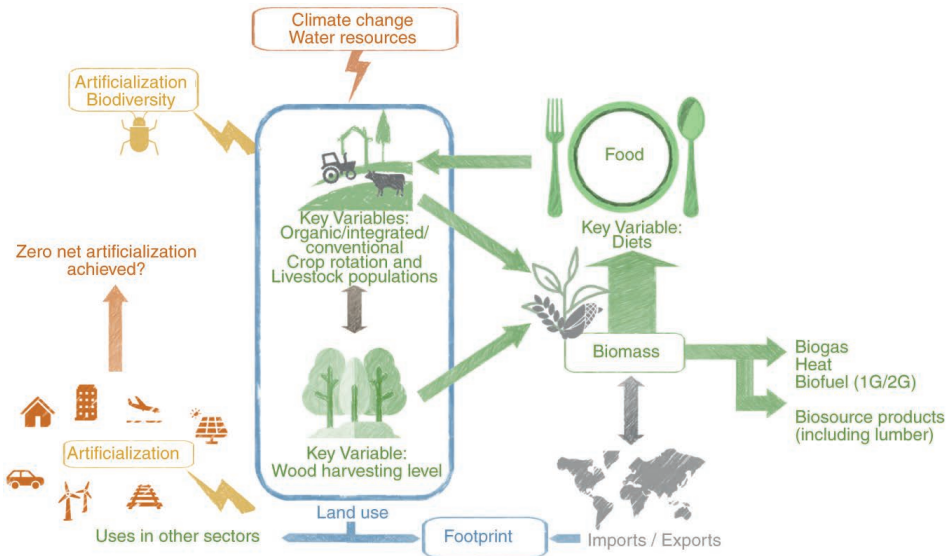 Climate change
Water resources
Artificialization
Biodiversity
Food
Key Variables:
Organic/integrated/
conventional
Crop rotation and
Livestock populations
Key Variable:
Diets
Zero net artificialization
achieved?
Biomass
Biogas
Heat
Biofuel (1G/2G)
Biosource products
(including lumber)
Artificialization
Key Variable:
Wood harvesting level
Land use
Uses in other sectors
Footprint
Imports / Exports